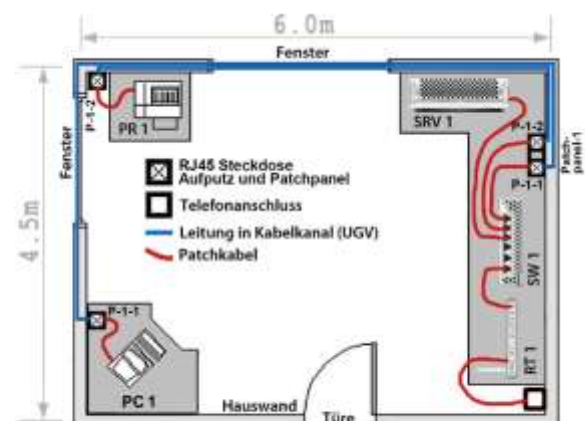 6.0m
Fenster
P-1-2
PR 1
SRV 1
P-1-2
P-1-1
Patch-
panel-1
Fenster
4.5m
RJ45 Steckdose
Aufputz und Patchpanel
Telefonanschluss
Leitung in Kabelkanal (UGV)
Patchkabel
SW 1
P-1-1
RT 1
PC 1
Hauswand
Türe